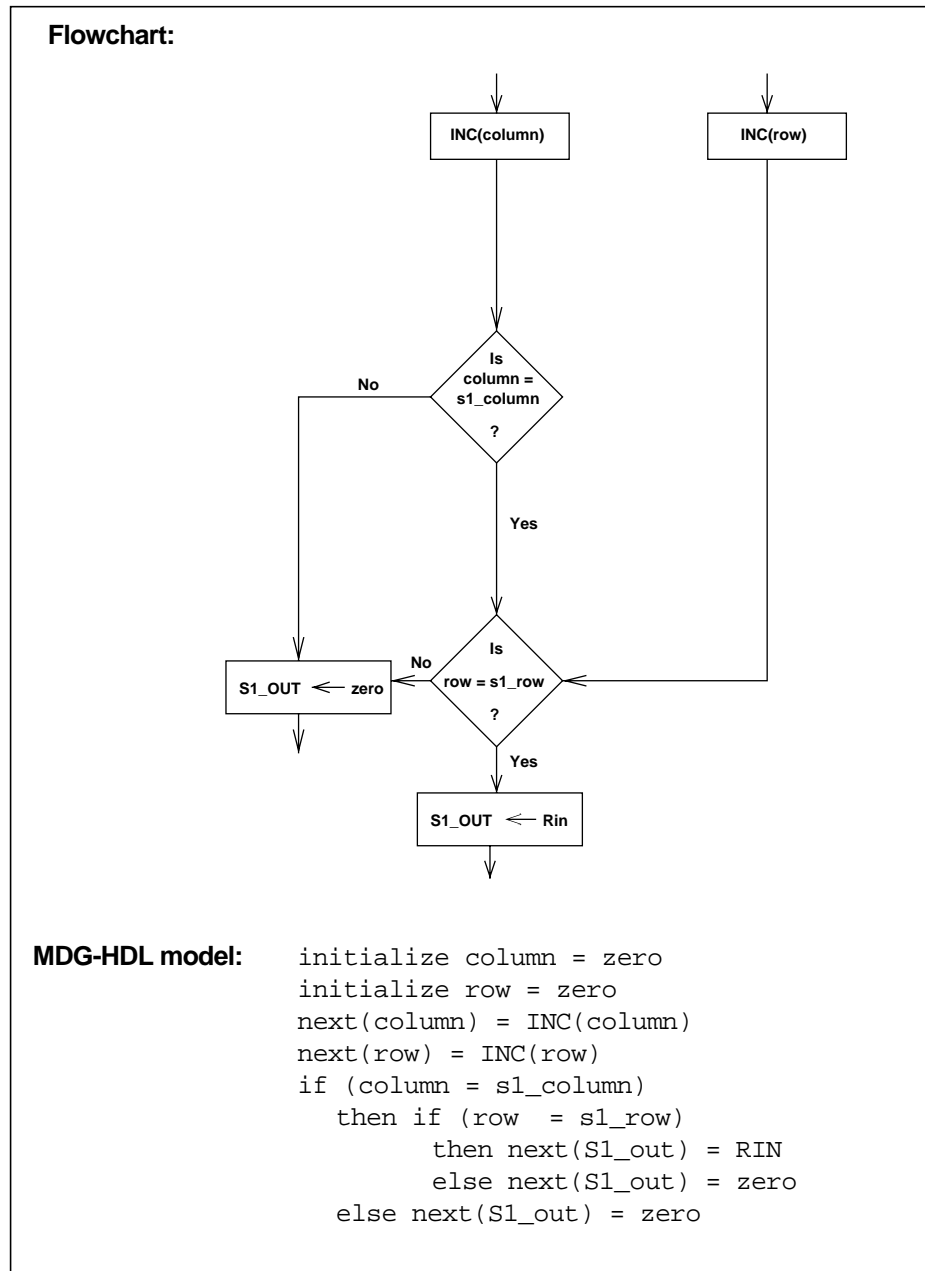 Flowchart:
INC(column)
INC(row)
Is
column =
s1_column
?
No
Yes
Is
row = s1_row
?
No
S1_OUT ← zero
Yes
S1_OUT ← Rin
MDG-HDL model:
initialize column = zero
initialize row = zero
next(column) = INC(column)
next(row) = INC(row)
if (column = s1_column)
then if (row  = s1_row)
then next(S1_out) = RIN
else next(S1_out) = zero
else next(S1_out) = zero